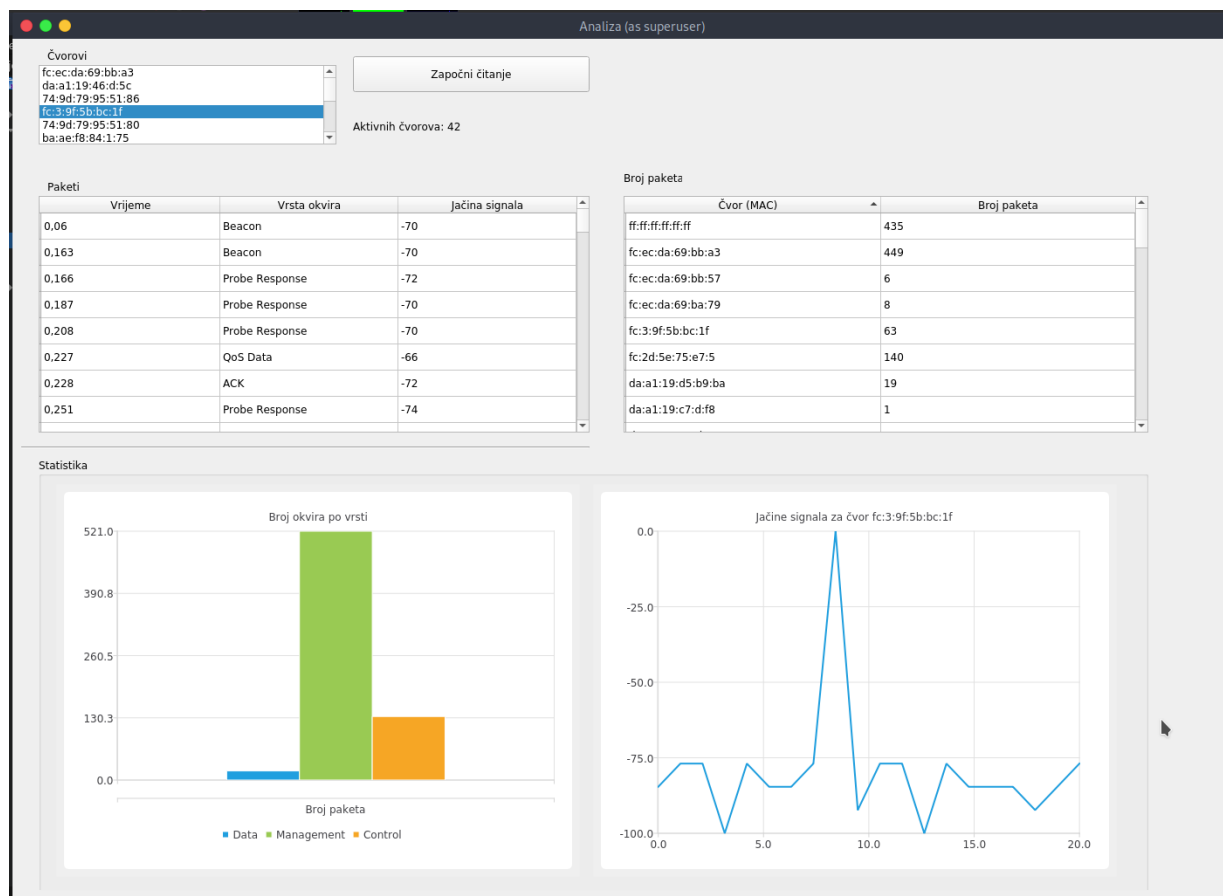 Analiza (as superuser)
Čvorovi
fc:ec:da:69:bb:a3
da:a1:19:46:d:5c
74:9d:79:95:51:86
fc:3:9f:5b:bc:1f
74:9d:79:95:51:80
ba:ae:f8:84:1:75
Započni čitanje
Aktivnih čvorova: 42
Paketi
Vrijeme Vrsta okvira Jačina signala
0,06 Beacon -70
0,163 Beacon -70
0,166 Probe Response -72
0,187 Probe Response -70
0,208 Probe Response -70
0,227 QoS Data -66
0,228 ACK -72
0,251 Probe Response -74
Broj paketa
Čvor (MAC) Broj paketa
ff:ff:ff:ff:ff:ff 435
fc:ec:da:69:bb:a3 449
fc:ec:da:69:bb:57 6
fc:ec:da:69:ba:79 8
fc:3:9f:5b:bc:1f 63
fc:2d:5e:75:e7:5 140
da:a1:19:d5:b9:ba 19
da:a1:19:c7:d:f8 1
Statistika
Broj okvira po vrsti
521.0
390.8
260.5
130.3
0.0
Broj paketa
Data Management Control
Jačine signala za čvor fc:3:9f:5b:bc:1f
0.0
-25.0
-50.0
-75.0
-100.0
0.0 5.0 10.0 15.0 20.0